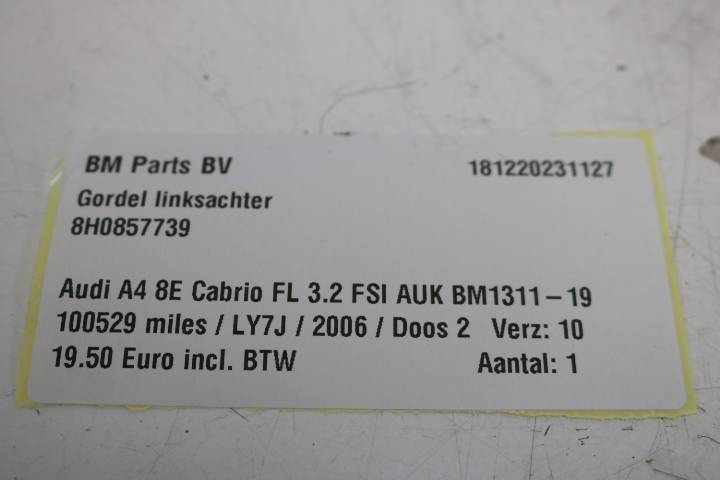 BM Parts BV 181220231127
Gordel linksachter
8H0857739
Audi A4 8E Cabrio FL 3.2 FSI AUK BM1311-19
100529 miles / LY7J / 2006 / Doos 2 Verz: 10
19.50 Euro incl. BTW Aantal: 1